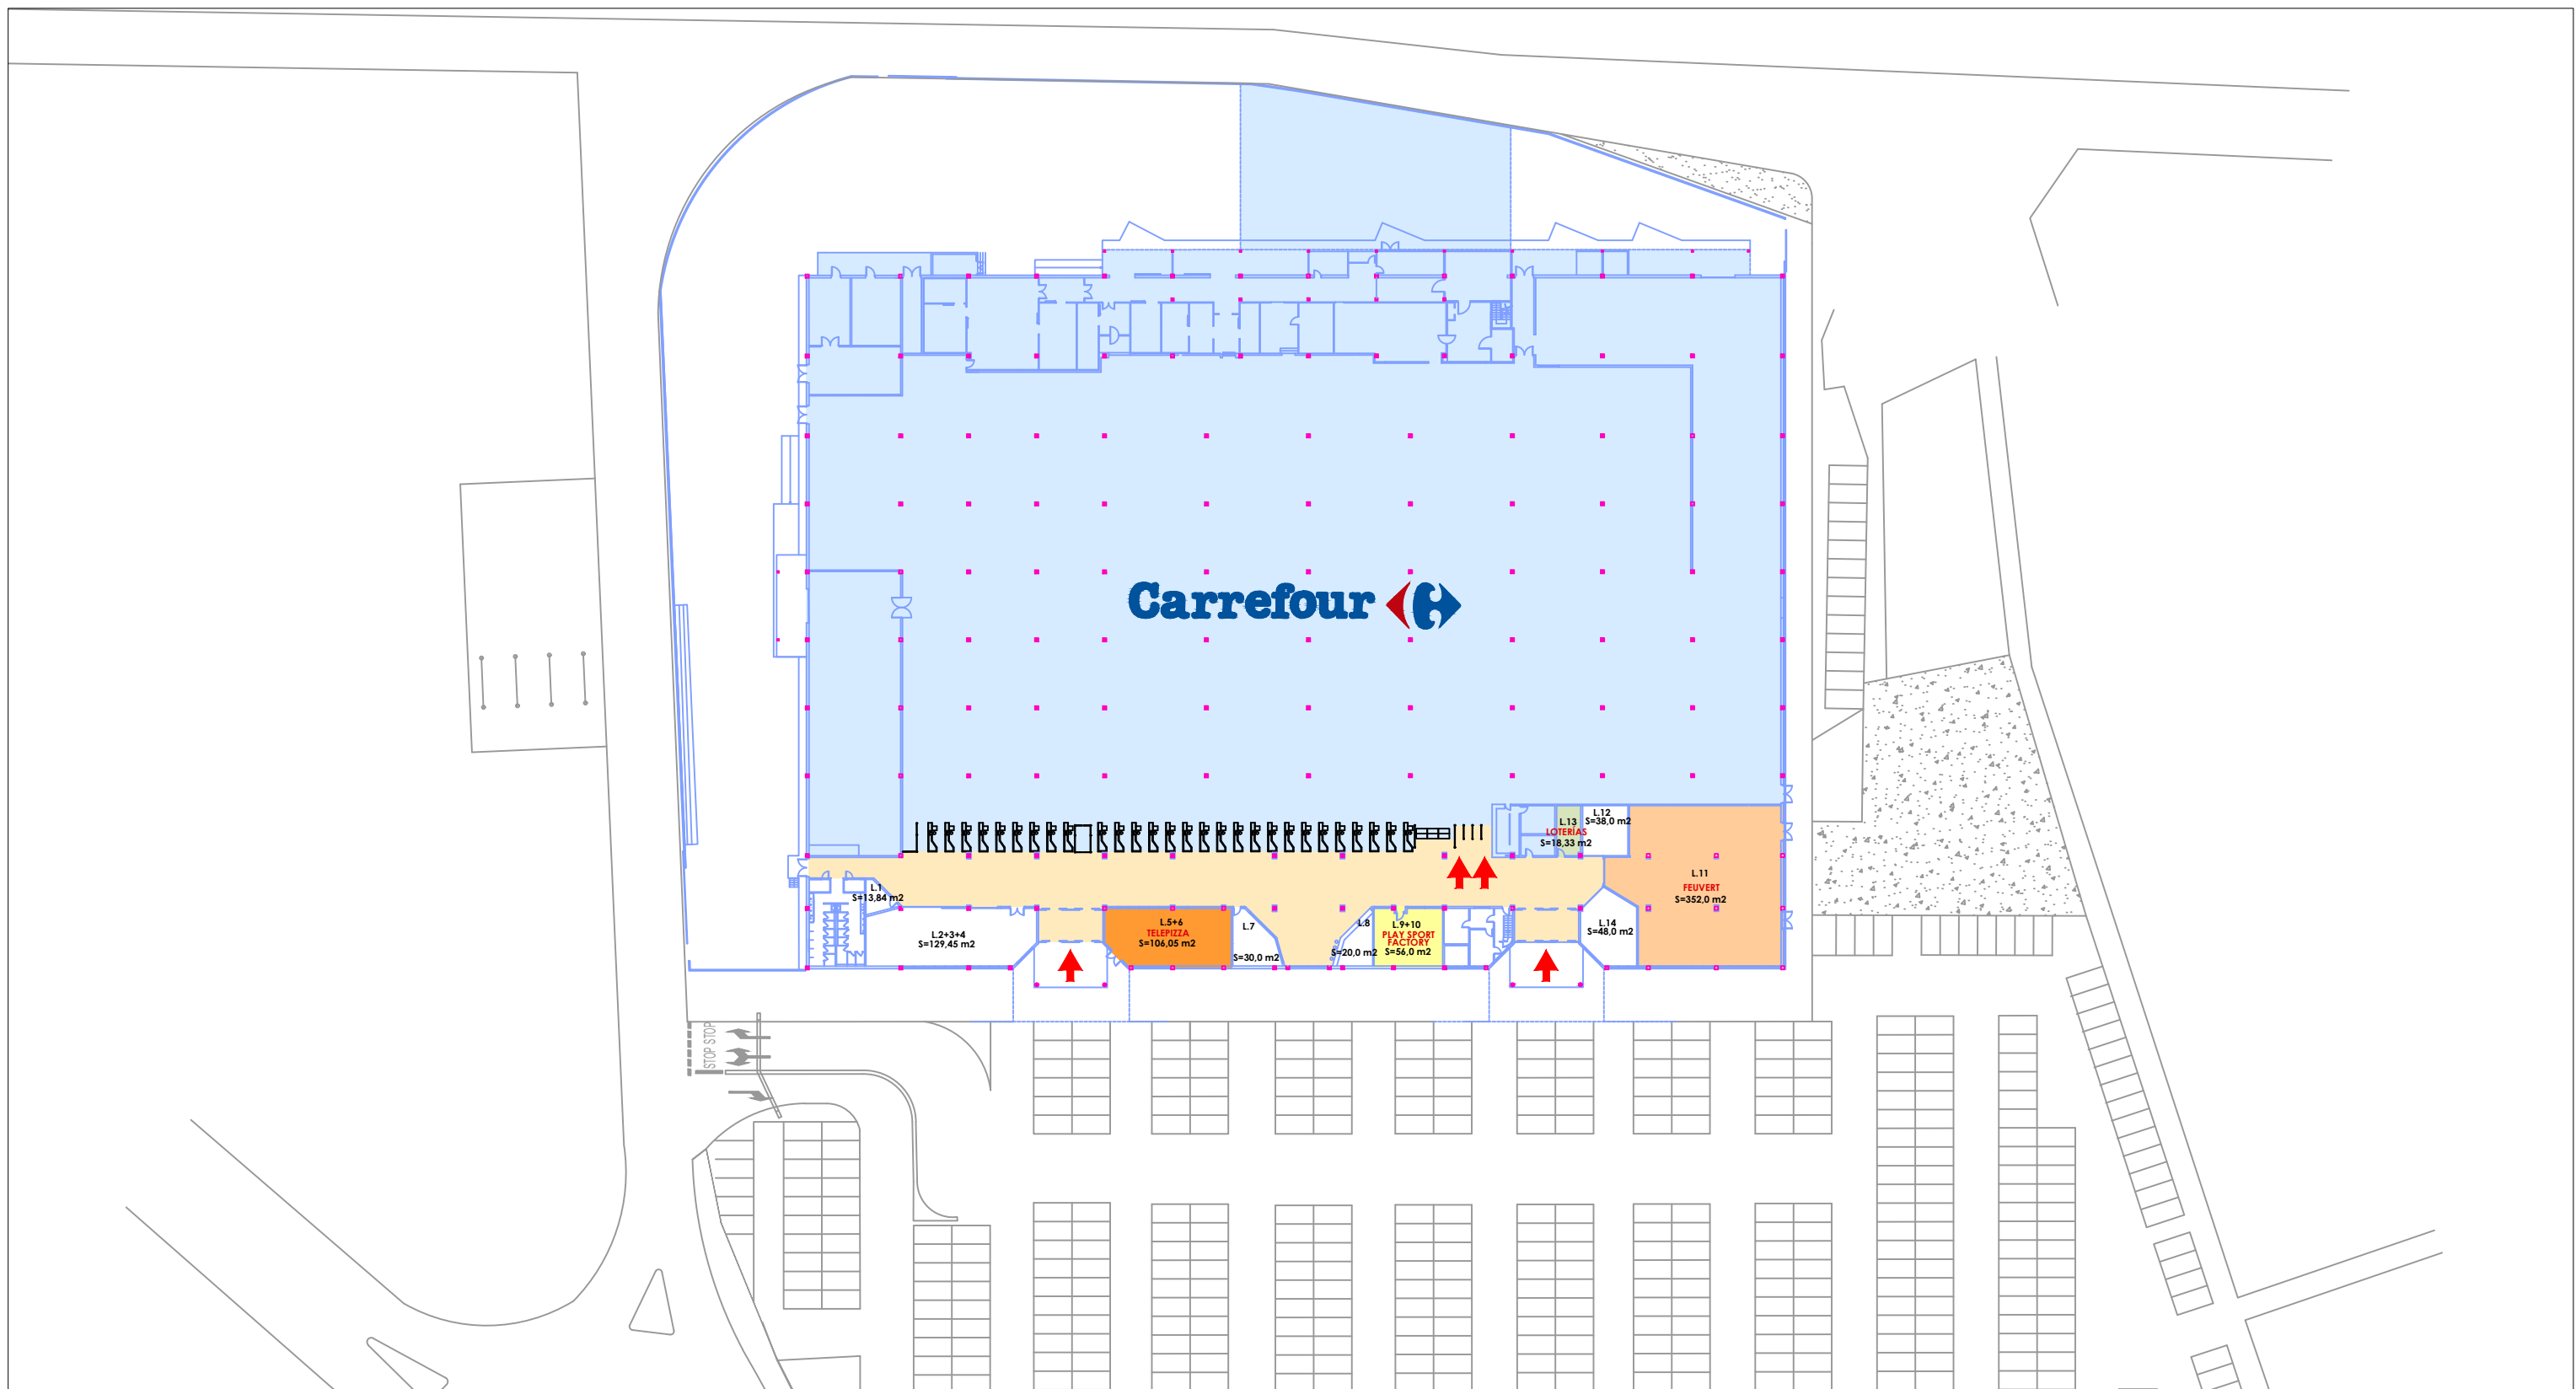 Carrefour
L.12
S=38,0 m2
L.13
LOTERÍAS
S=18,33 m2
L.11
FEUVERT
S=352,0 m2
L.1
S=13,84 m2
L.2+3+4
S=129,45 m2
L.5+6
TELEPIZZA
S=106,05 m2
L.7
S=30,0 m2
L.8
S=20,0 m2
L.9+10
PLAY SPORT
FACTORY
S=56,0 m2
L.14
S=48,0 m2
STOP STOP